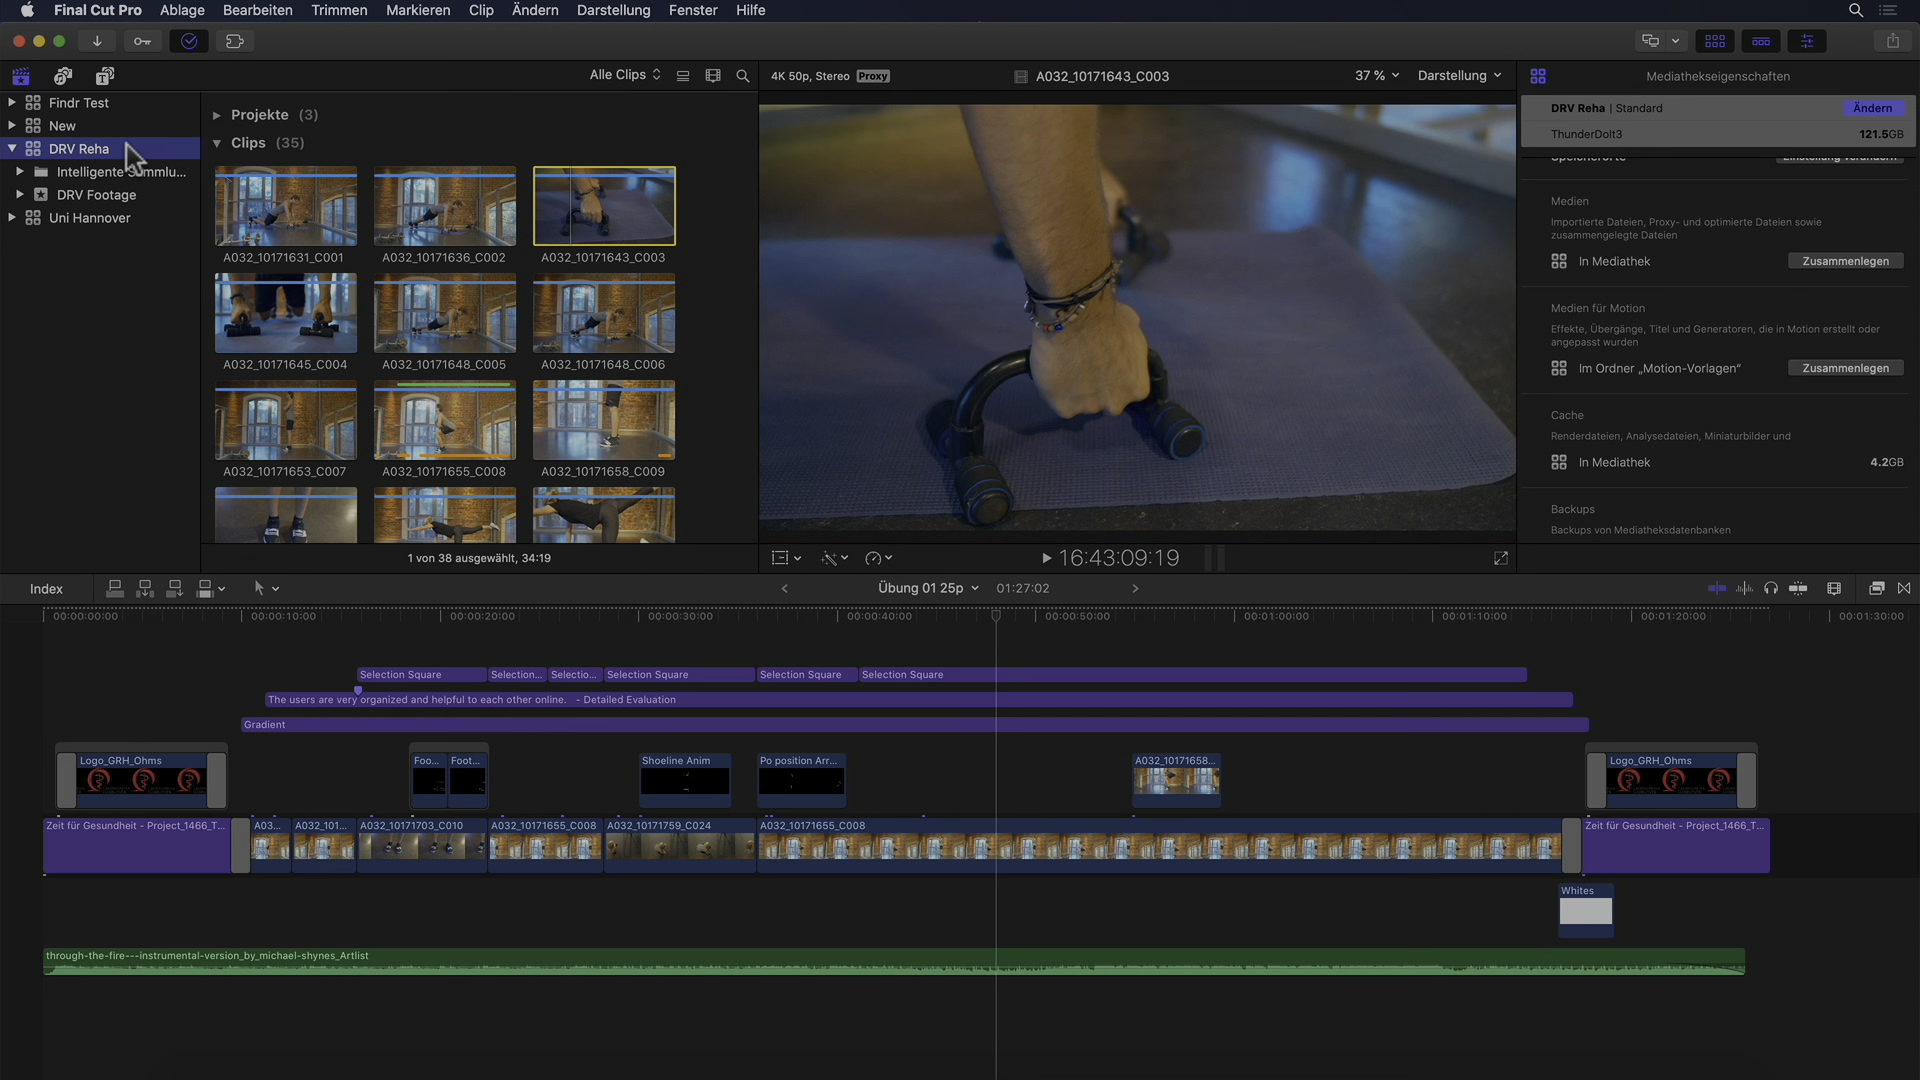 Final Cut Pro Ablage Bearbeiten Trimmen Markieren Clip Ändern Darstellung Fenster Hilfe
Alle Clips
4K 50p, Stereo Proxy
A032_10171643_C003
37 %
Darstellung
Mediathekseigenschaften
Findr Test
New
DRV Reha
Intelligente
DRV Footage
Uni Hannover
Projekte (3)
Clips (35)
A032_10171631_C001
A032_10171636_C002
A032_10171643_C003
A032_10171645_C004
A032_10171648_C005
A032_10171648_C006
A032_10171653_C007
A032_10171655_C008
A032_10171658_C009
1 von 38 ausgewählt, 34:19
16:43:09:19
DRV Reha | Standard
Ändern
ThunderDolt3
121.5GB
Speicherorte
Einstellung verändern
Medien
Importierte Dateien, Proxy- und optimierte Dateien sowie
zusammengelegte Dateien
In Mediathek
Zusammenlegen
Medien für Motion
Effekte, Übergänge, Titel und Generatoren, die in Motion erstellt oder
angepasst wurden
Im Ordner „Motion-Vorlagen“
Zusammenlegen
Cache
Renderdateien, Analysedateien, Miniaturbilder und
In Mediathek
4.2GB
Backups
Backups von Mediatheksdatenbanken
Index
Übung 01 25p
01:27:02
00:00:00:00
00:00:10:00
00:00:20:00
00:00:30:00
00:00:40:00
00:00:50:00
00:01:00:00
00:01:10:00
00:01:20:00
00:01:30:00
Selection Square
Selection...
Selectio...
Selection Square
Selection Square
Selection Square
The users are very organized and helpful to each other online. - Detailed Evaluation
Gradient
Logo_GRH_Ohms
Foo...
Foot...
Shoeline Anim
Po position Arr...
A032_10171658...
Logo_GRH_Ohms
Zeit für Gesundheit - Project_1466_T...
A03...
A032_101...
A032_10171703_C010
A032_10171655_C008
A032_10171759_C024
A032_10171655_C008
Zeit für Gesundheit - Project_1466_T...
Whites
through-the-fire---instrumental-version_by_michael-shynes_Artlist